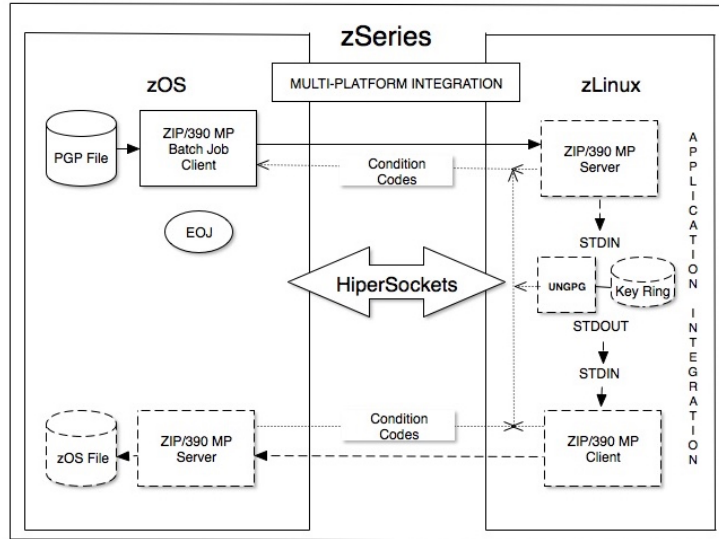 zSeries
zOS
MULTI-PLATFORM INTEGRATION
zLinux
PGP File
ZIP/390 MP
Batch Job
Client
Condition
Codes
ZIP/390 MP
Server
EOJ
STDIN
HiperSockets
UNGPG
Key Ring
STDOUT
STDIN
zOS File
ZIP/390 MP
Server
Condition
Codes
ZIP/390 MP
Client
APPLICATION INTEGRATION